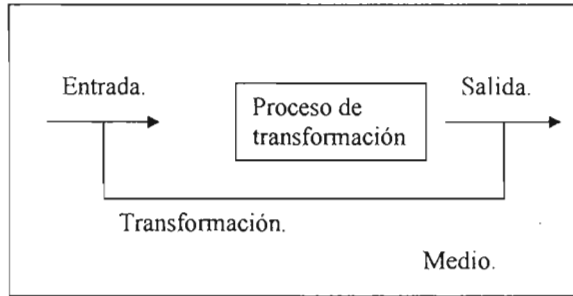 Entrada.
Proceso de
transformación
Salida.
Transformación.
Medio.